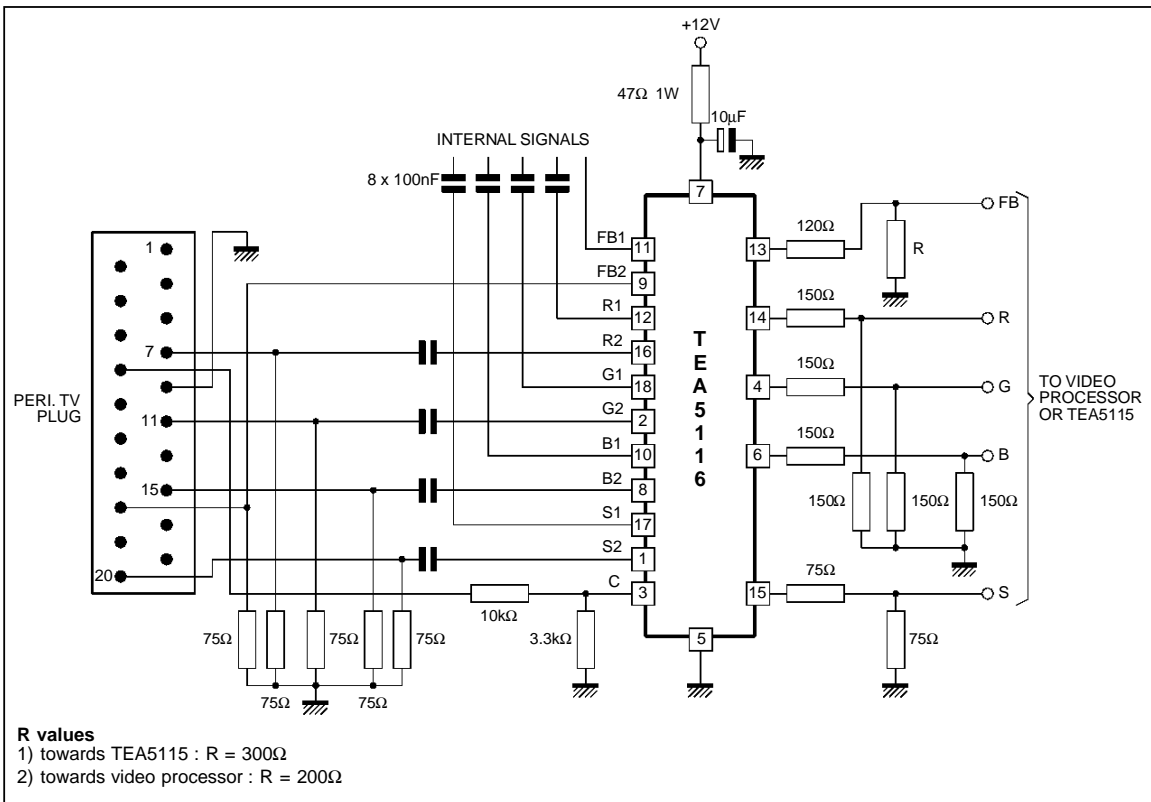 +12V
47Ω 1W
10µF
INTERNAL SIGNALS
8 x 100nF
7
FB
1
FB1
11
13
120Ω
R
FB2
9
R1
12
14
150Ω
R
7
R2
16
T
E
A
5
1
1
6
G1
18
4
150Ω
G
PERI. TV
PLUG
TO VIDEO
PROCESSOR
OR TEA5115
11
G2
2
B1
10
6
150Ω
B
15
B2
8
150Ω
150Ω
150Ω
S1
17
20
S2
1
C
3
15
75Ω
S
10kΩ
75Ω
75Ω
75Ω
3.3kΩ
5
75Ω
75Ω
75Ω
R values
1) towards TEA5115 : R = 300Ω
2) towards video processor : R = 200Ω